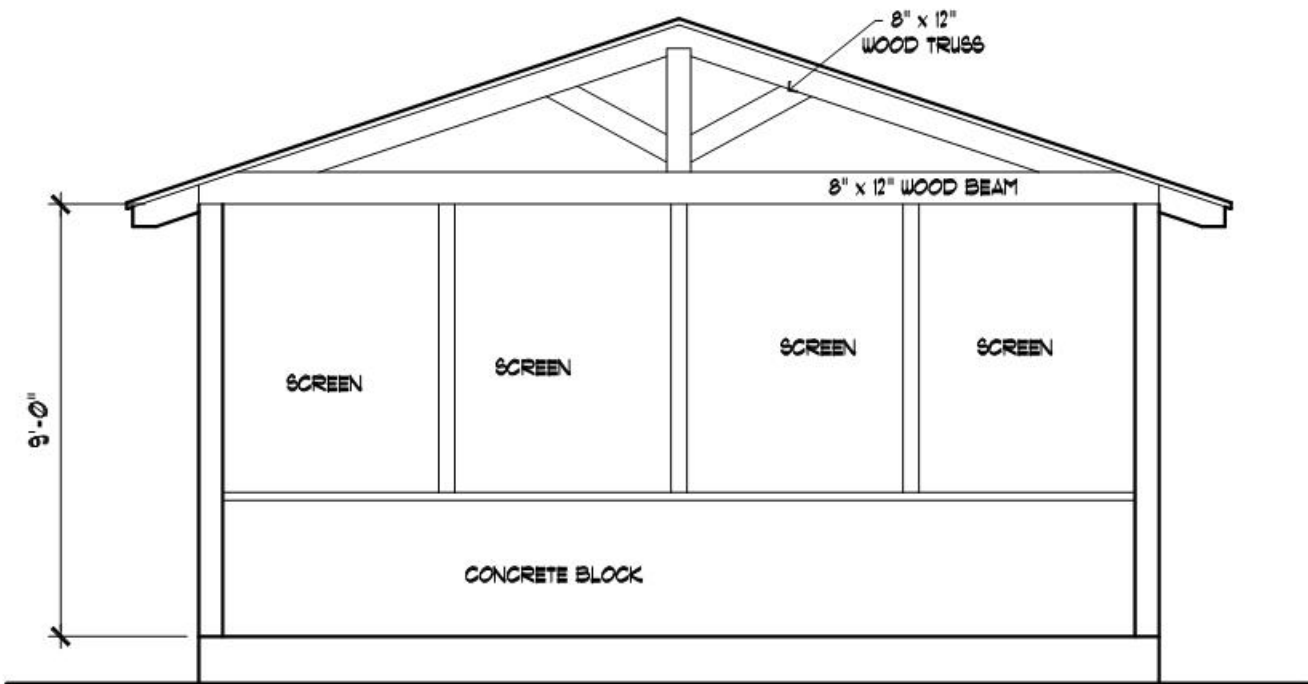 8" x 12"
WOOD TRUSS
8" x 12" WOOD BEAM
SCREEN
SCREEN
SCREEN
SCREEN
9'-0"
CONCRETE BLOCK